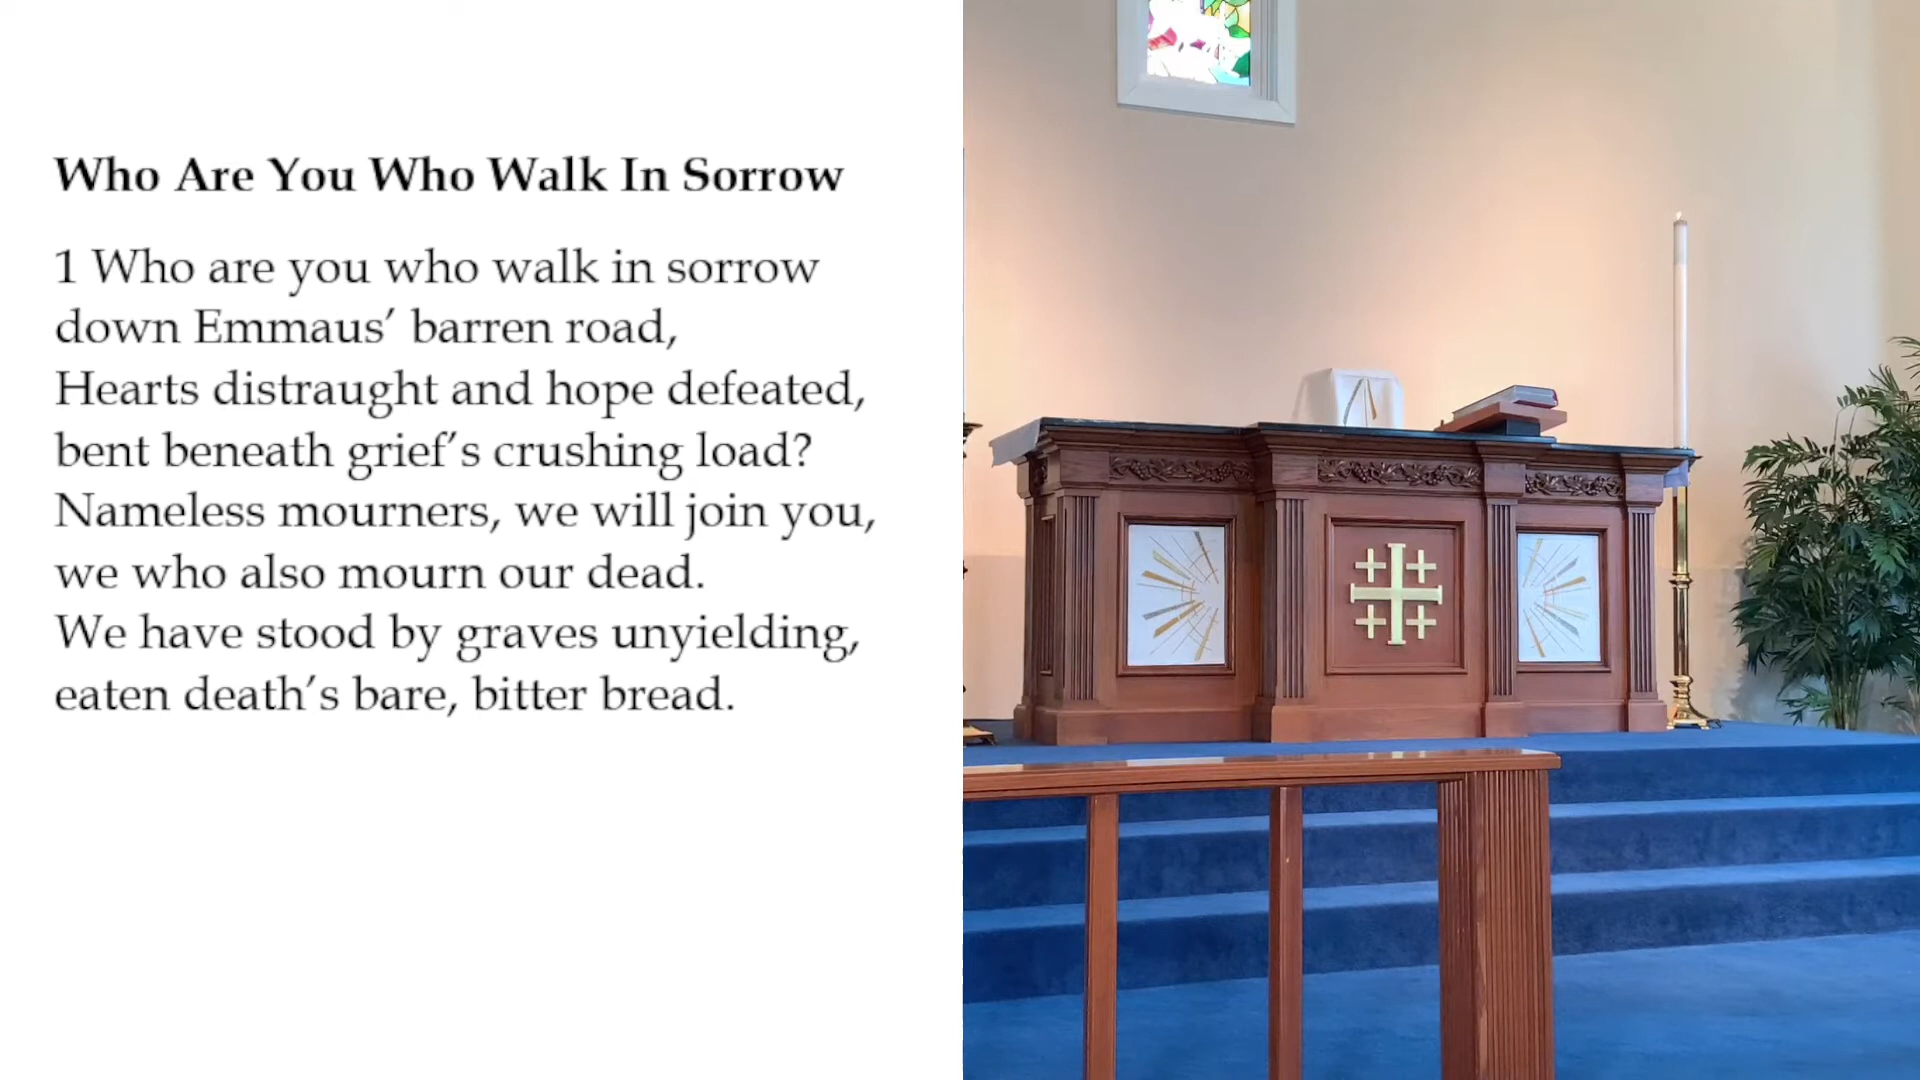 Who Are You Who Walk In Sorrow
1 Who are you who walk in sorrow
down Emmaus’ barren road,
Hearts distraught and hope defeated,
bent beneath grief’s crushing load?
Nameless mourners, we will join you,
we who also mourn our dead.
We have stood by graves unyielding,
eaten death’s bare, bitter bread.